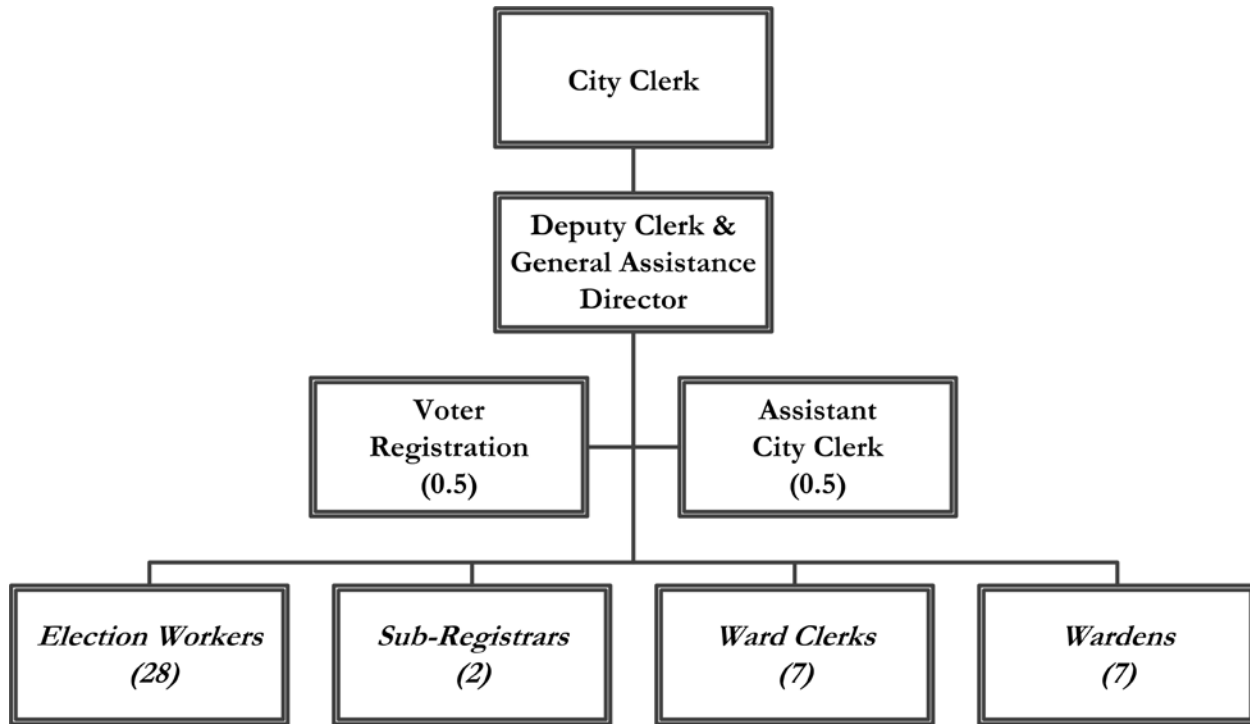 City Clerk
Deputy Clerk &
General Assistance
Director
Voter
Registration
(0.5)
Assistant
City Clerk
(0.5)
Election Workers
(28)
Sub-Registrars
(2)
Ward Clerks
(7)
Wardens
(7)